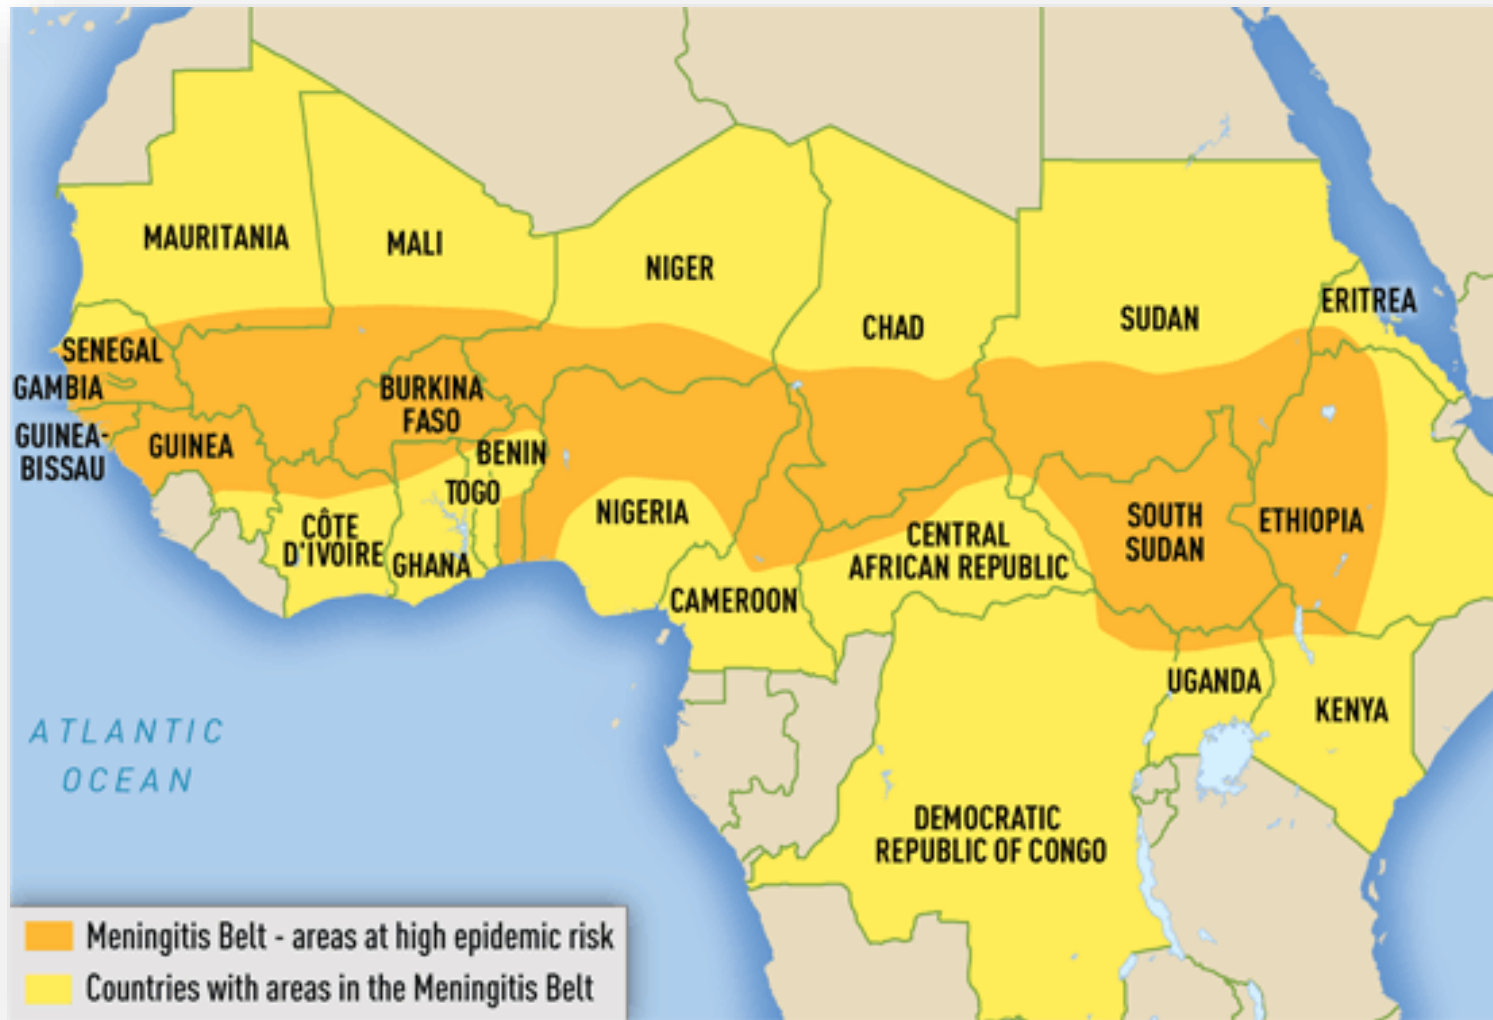 MAURITANIA
MALI
NIGER
CHAD
SUDAN
ERITREA
SENEGAL
GAMBIA
GUINEA-
BISSAU
GUINEA
BURKINA
FASO
BENIN
TOGO
CÔTE
D'IVOIRE
GHANA
NIGERIA
CAMEROON
CENTRAL
AFRICAN REPUBLIC
SOUTH
SUDAN
ETHIOPIA
UGANDA
KENYA
DEMOCRATIC
REPUBLIC OF CONGO
ATLANTIC
OCEAN
Meningitis Belt - areas at high epidemic risk
Countries with areas in the Meningitis Belt